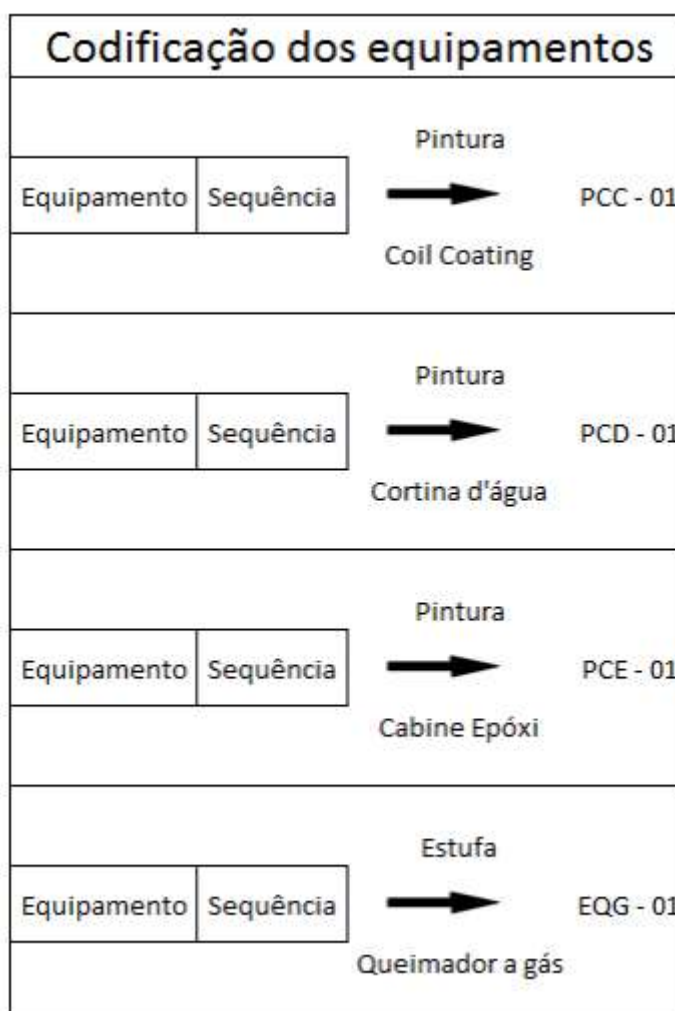 Codificação dos equipamentos
Pintura
Equipamento Sequência PCC - 01
Coil Coating
Pintura
Equipamento Sequência PCD - 01
Cortina d'água
Pintura
Equipamento Sequência PCE - 01
Cabine Epóxi
Estufa
Equipamento Sequência EQG - 01
Queimador a gás